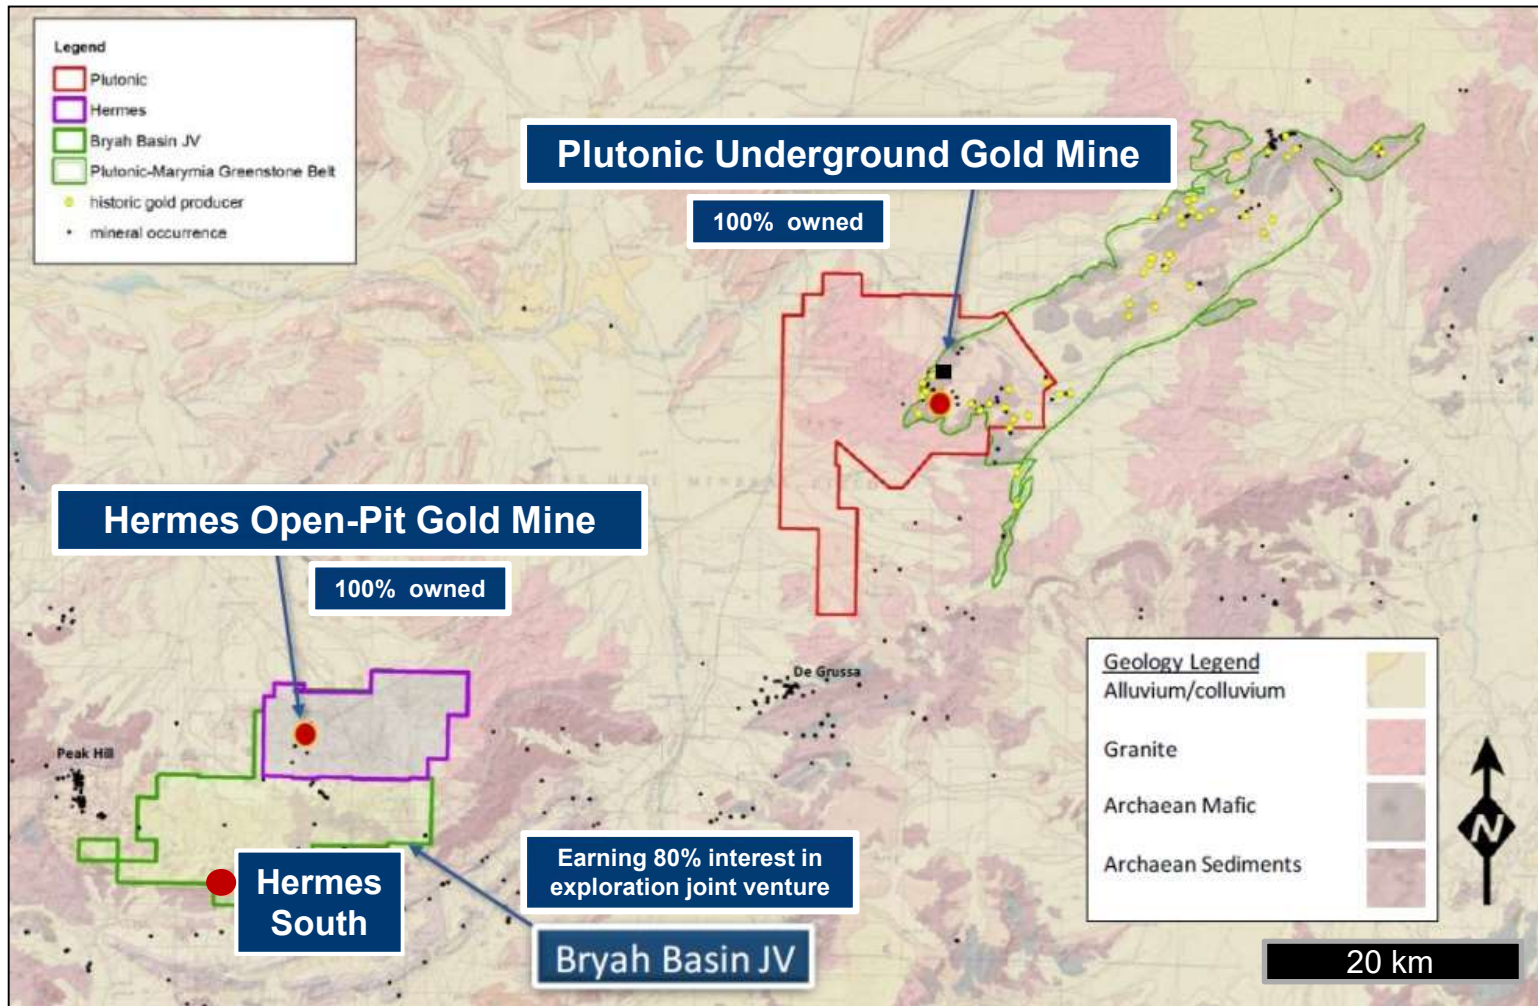 Legend
Plutonic
Hermes
Bryah Basin JV
Plutonic-Marymia Greenstone Belt
historic gold producer
mineral occurrence
Plutonic Underground Gold Mine
100% owned
Hermes Open-Pit Gold Mine
100% owned
De Grussa
Peak Hill
Hermes
South
Earning 80% interest in
exploration joint venture
Bryah Basin JV
Geology Legend
Alluvium/colluvium
Granite
Archaean Mafic
Archaean Sediments
N
20 km